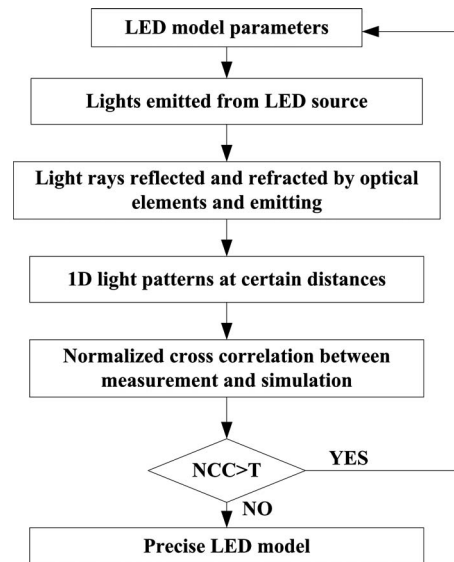 LED model parameters
Lights emitted from LED source
Light rays reflected and refracted by optical
elements and emitting
1D light patterns at certain distances
Normalized cross correlation between
measurement and simulation
NCC>T
YES
NO
Precise LED model